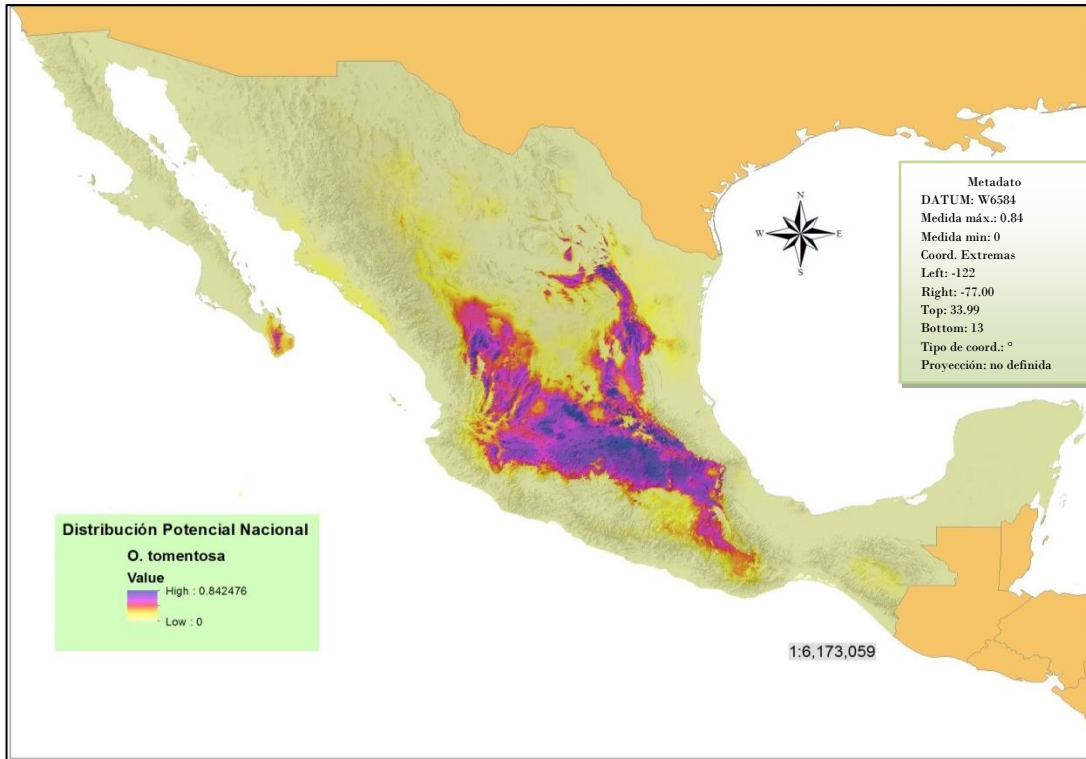 N
W
E
S
Metadato
DATUM: W6584
Medida máx.: 0.84
Medida min: 0
Coord. Extremas
Left: -122
Right: -77.00
Top: 33.99
Bottom: 13
Tipo de coord.: °
Proyección: no definida
Distribución Potencial Nacional
O. tomentosa
Value
High : 0.842476
Low : 0
1:6,173,059